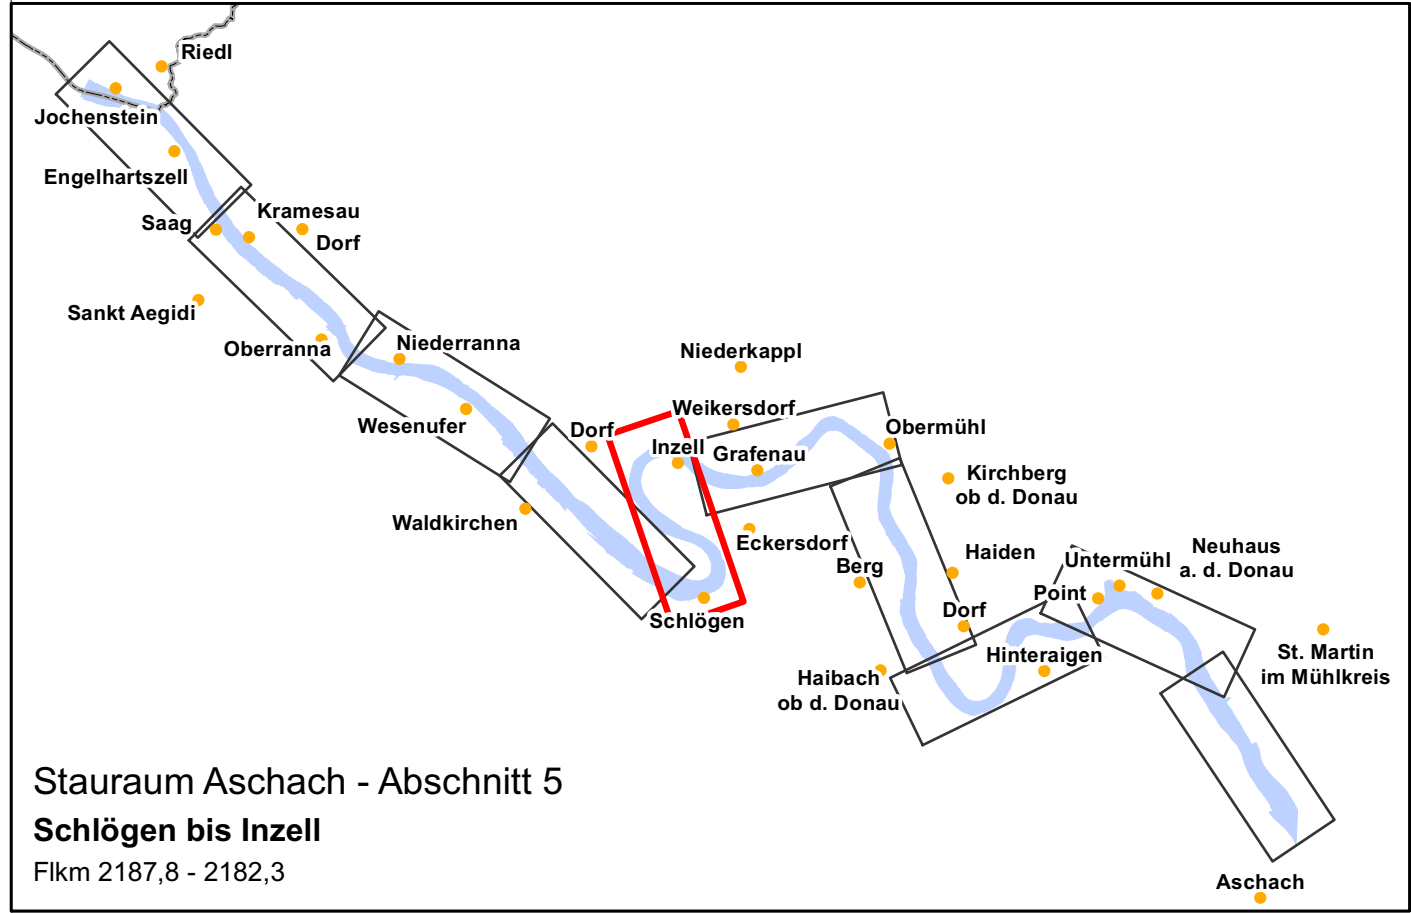 Riedl
Jochenstein
Engelhartszell
Kramesau
Saag
Dorf
Sankt Aegidi
Oberranna
Niederranna
Niederkappl
Wesenufer
Weikersdorf
Dorf
Obermühl
Inzell
Grafenau
Kirchberg
ob d. Donau
Waldkirchen
Eckersdorf
Berg
Haiden
Untermühl
Neuhaus
a. d. Donau
Point
Dorf
Schlögen
Hinteraigen
St. Martin
im Mühlkreis
Haibach
ob d. Donau
Stauraum Aschach - Abschnitt 5
Schlögen bis Inzell
Flkm 2187,8 - 2182,3
Aschach